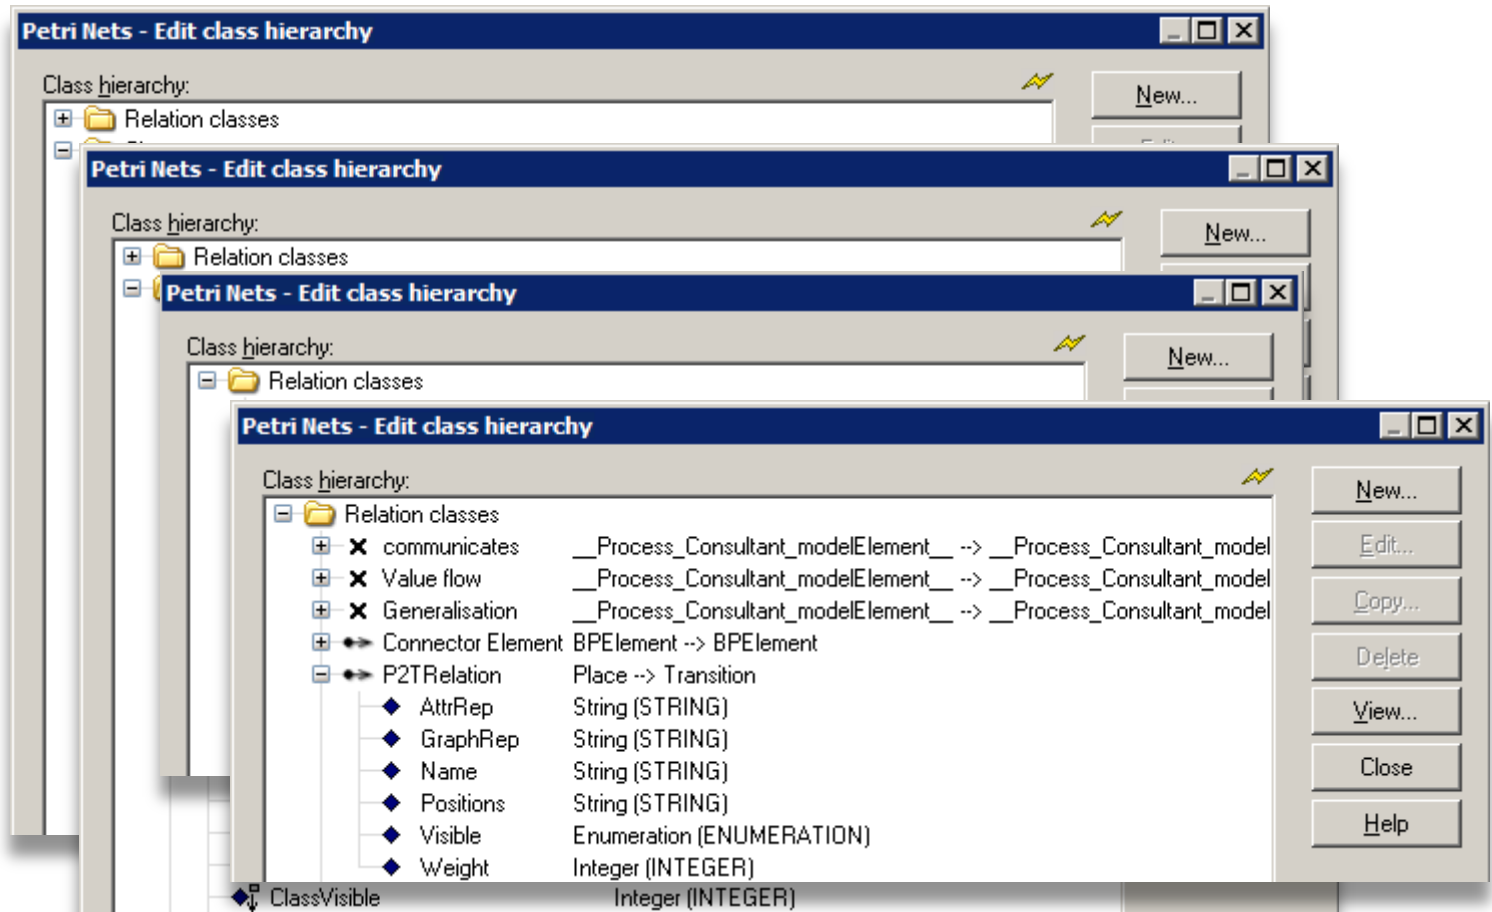 Petri Nets - Edit class hierarchy
Class hierarchy:
New...
Relation classes
Petri Nets - Edit class hierarchy
Class hierarchy:
New...
Relation classes
Petri Nets - Edit class hierarchy
Class hierarchy:
New...
Relation classes
Petri Nets - Edit class hierarchy
Class hierarchy:
New...
Relation classes
communicates __Process_Consultant_modelElement__ --> __Process_Consultant_model
Edit...
Value flow __Process_Consultant_modelElement__ --> __Process_Consultant_model
Generalisation __Process_Consultant_modelElement__ --> __Process_Consultant_model
Copy...
Connector Element BPElement --> BPElement
Delete
P2TRelation Place --> Transition
AttrRep String (STRING)
View...
GraphRep String (STRING)
Name String (STRING)
Close
Positions String (STRING)
Visible Enumeration (ENUMERATION)
Help
Weight Integer (INTEGER)
ClassVisible Integer (INTEGER)